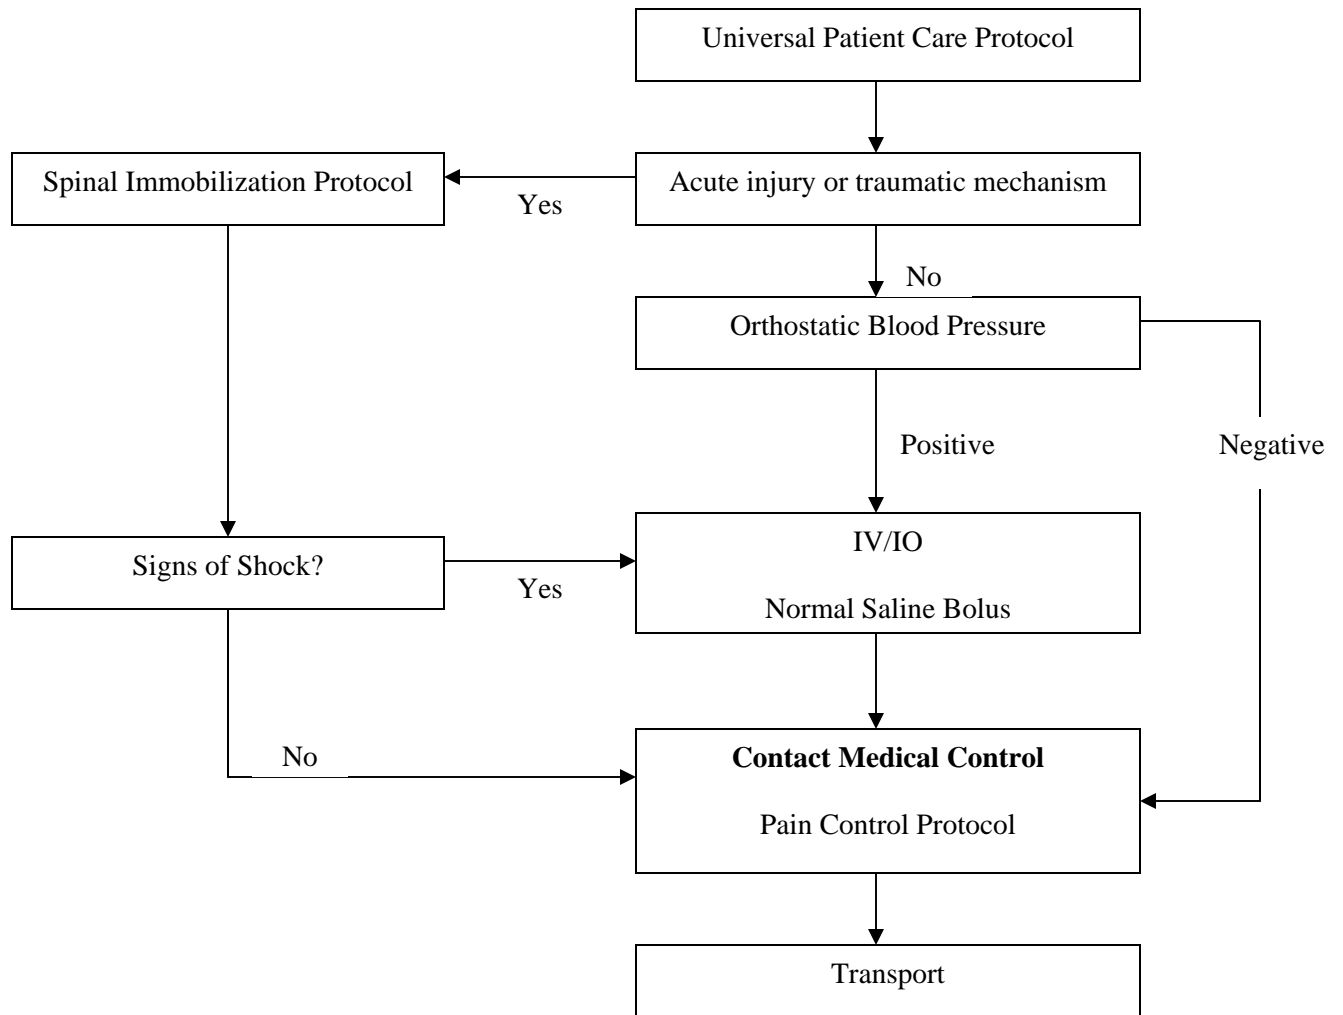 Universal Patient Care Protocol
Spinal Immobilization Protocol
Yes
Acute injury or traumatic mechanism
No
Orthostatic Blood Pressure
Positive
Negative
Signs of Shock?
Yes
IV/IO
Normal Saline Bolus
No
Contact Medical Control
Pain Control Protocol
Transport